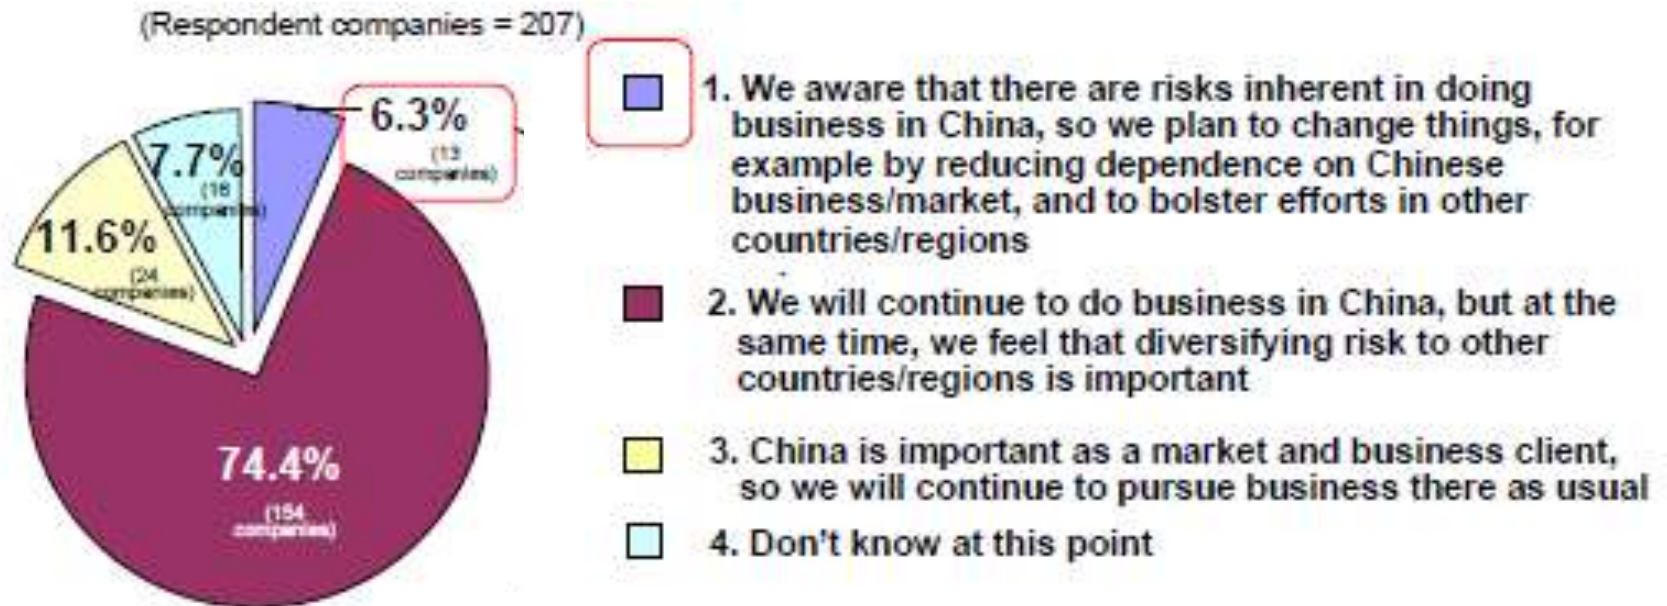 (Respondent companies = 207)
6.3%
(13
companies)
7.7%
(16
companies)
11.6%
(24
companies)
74.4%
(154
companies)
1. We aware that there are risks inherent in doing
business in China, so we plan to change things, for
example by reducing dependence on Chinese
business/market, and to bolster efforts in other
countries/regions
2. We will continue to do business in China, but at the
same time, we feel that diversifying risk to other
countries/regions is important
3. China is important as a market and business client,
so we will continue to pursue business there as usual
4. Don't know at this point